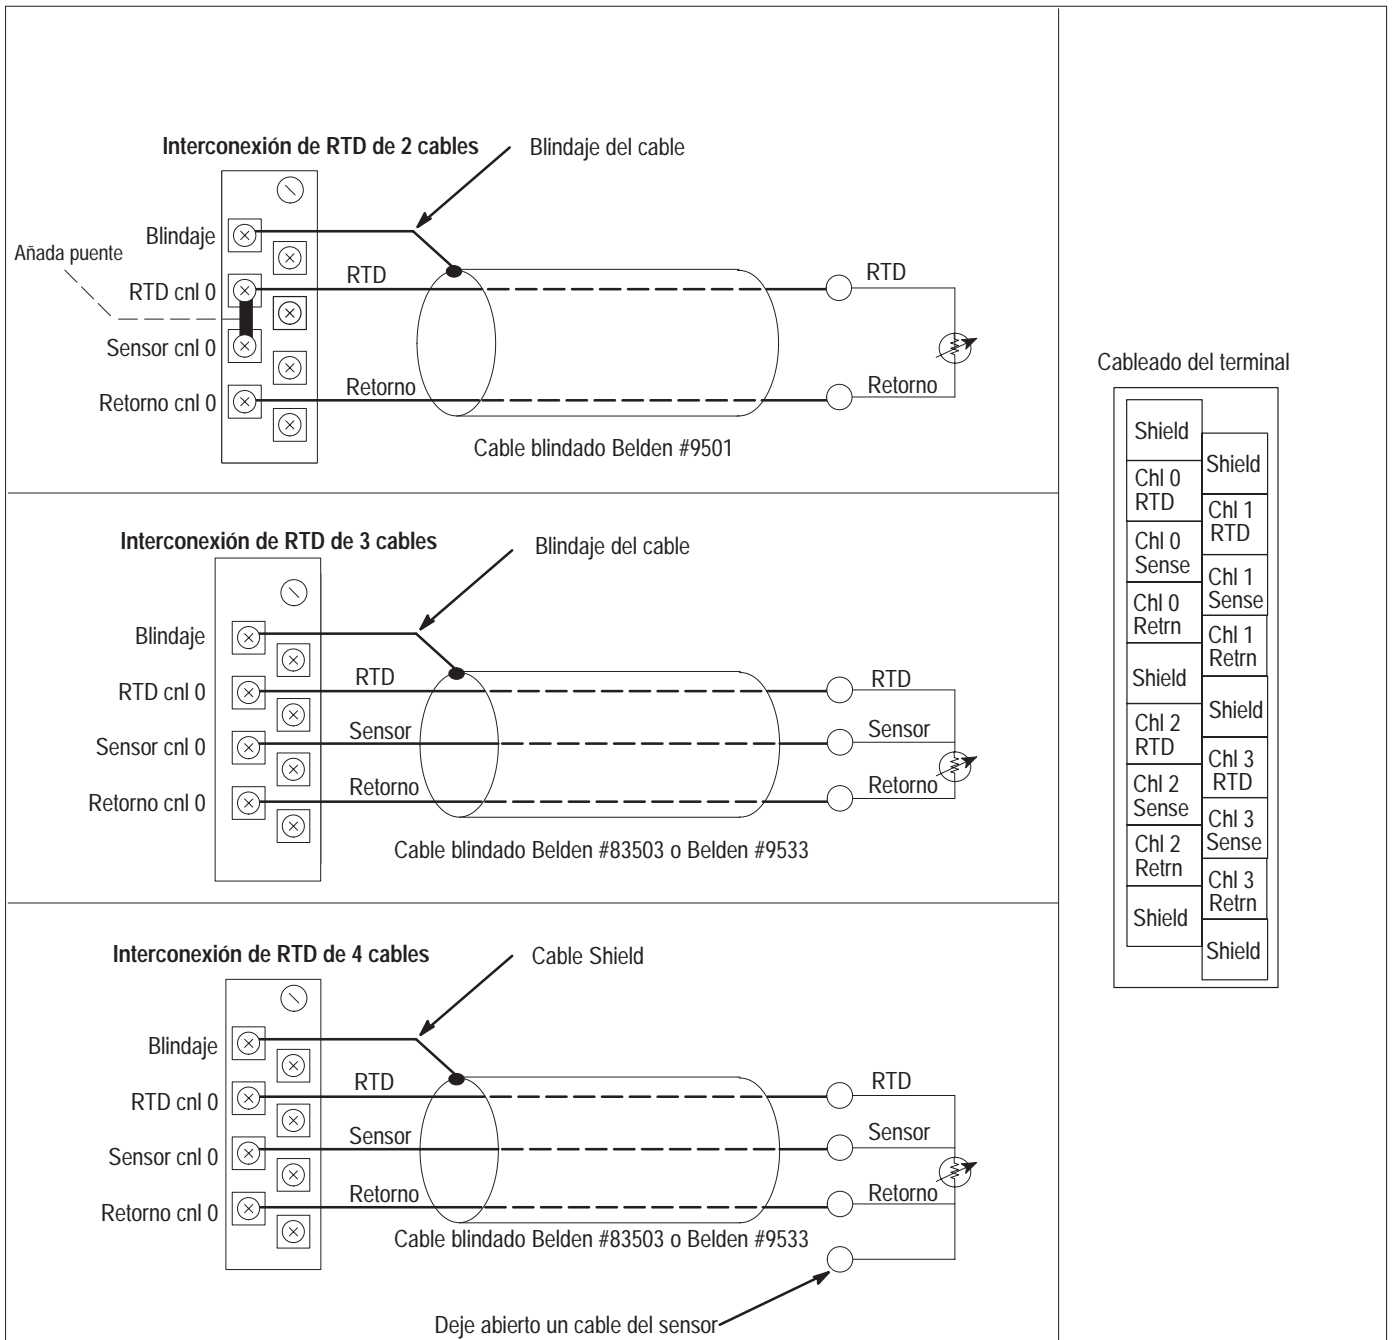 Interconexión de RTD de 2 cables
Blindaje del cable
Blindaje
Añada puente
RTD
RTD
RTD cnl 0
Sensor cnl 0
Retorno
Retorno
Retorno cnl 0
Cable blindado Belden #9501
Interconexión de RTD de 3 cables
Blindaje del cable
Blindaje
RTD
RTD
RTD cnl 0
Sensor
Sensor
Sensor cnl 0
Retorno
Retorno
Retorno cnl 0
Cable blindado Belden #83503 o Belden #9533
Interconexión de RTD de 4 cables
Cable Shield
Blindaje
RTD
RTD
RTD cnl 0
Sensor
Sensor
Sensor cnl 0
Retorno
Retorno
Retorno cnl 0
Cable blindado Belden #83503 o Belden #9533
Deje abierto un cable del sensor
Cableado del terminal
Shield
Chl 0
RTD
Chl 0
Sense
Chl 0
Retrn
Shield
Chl 2
RTD
Chl 2
Sense
Chl 2
Retrn
Shield
Shield
Chl 1
RTD
Chl 1
Sense
Chl 1
Retrn
Shield
Chl 3
RTD
Chl 3
Sense
Chl 3
Retrn
Shield